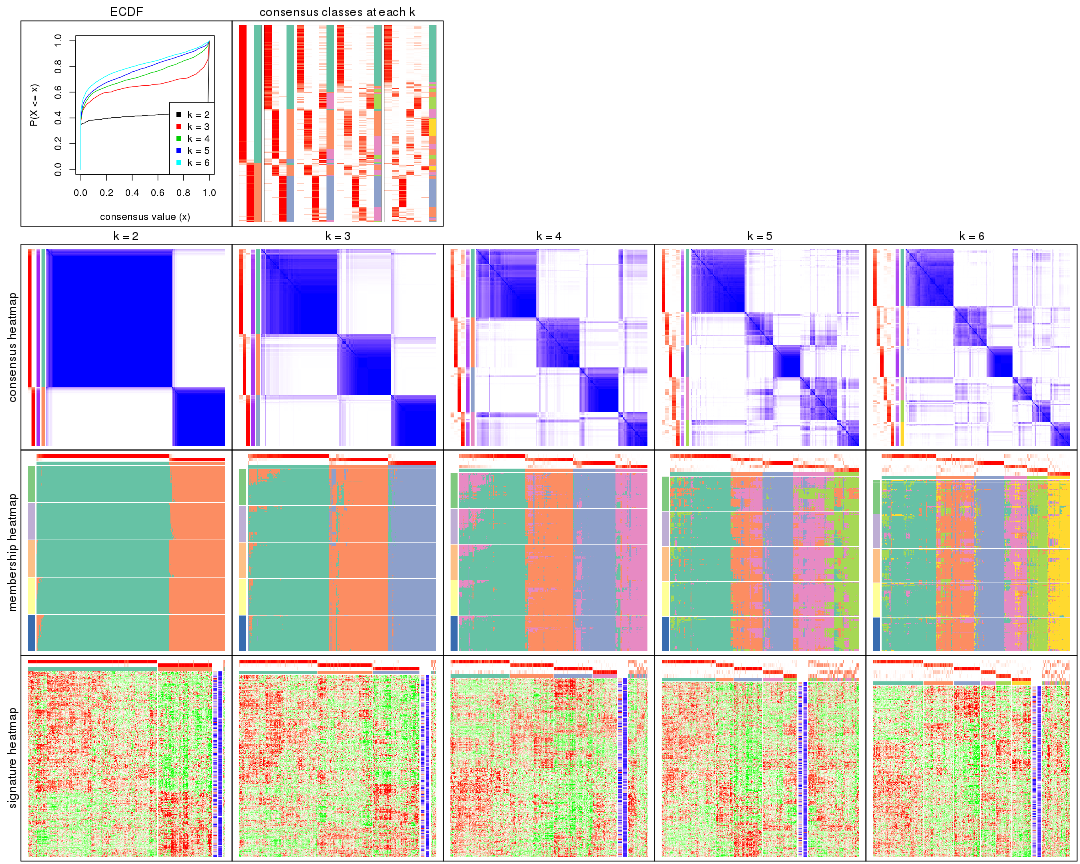 ECDF
consensus classes at each k
P(X <= x)
0.0 0.2 0.4 0.6 0.8 1.0
k = 2
k = 3
k = 4
k = 5
k = 6
0.0 0.2 0.4 0.6 0.8 1.0
consensus value (x)
k = 2
k = 3
k = 4
k = 5
k = 6
consensus heatmap
membership heatmap
signature heatmap